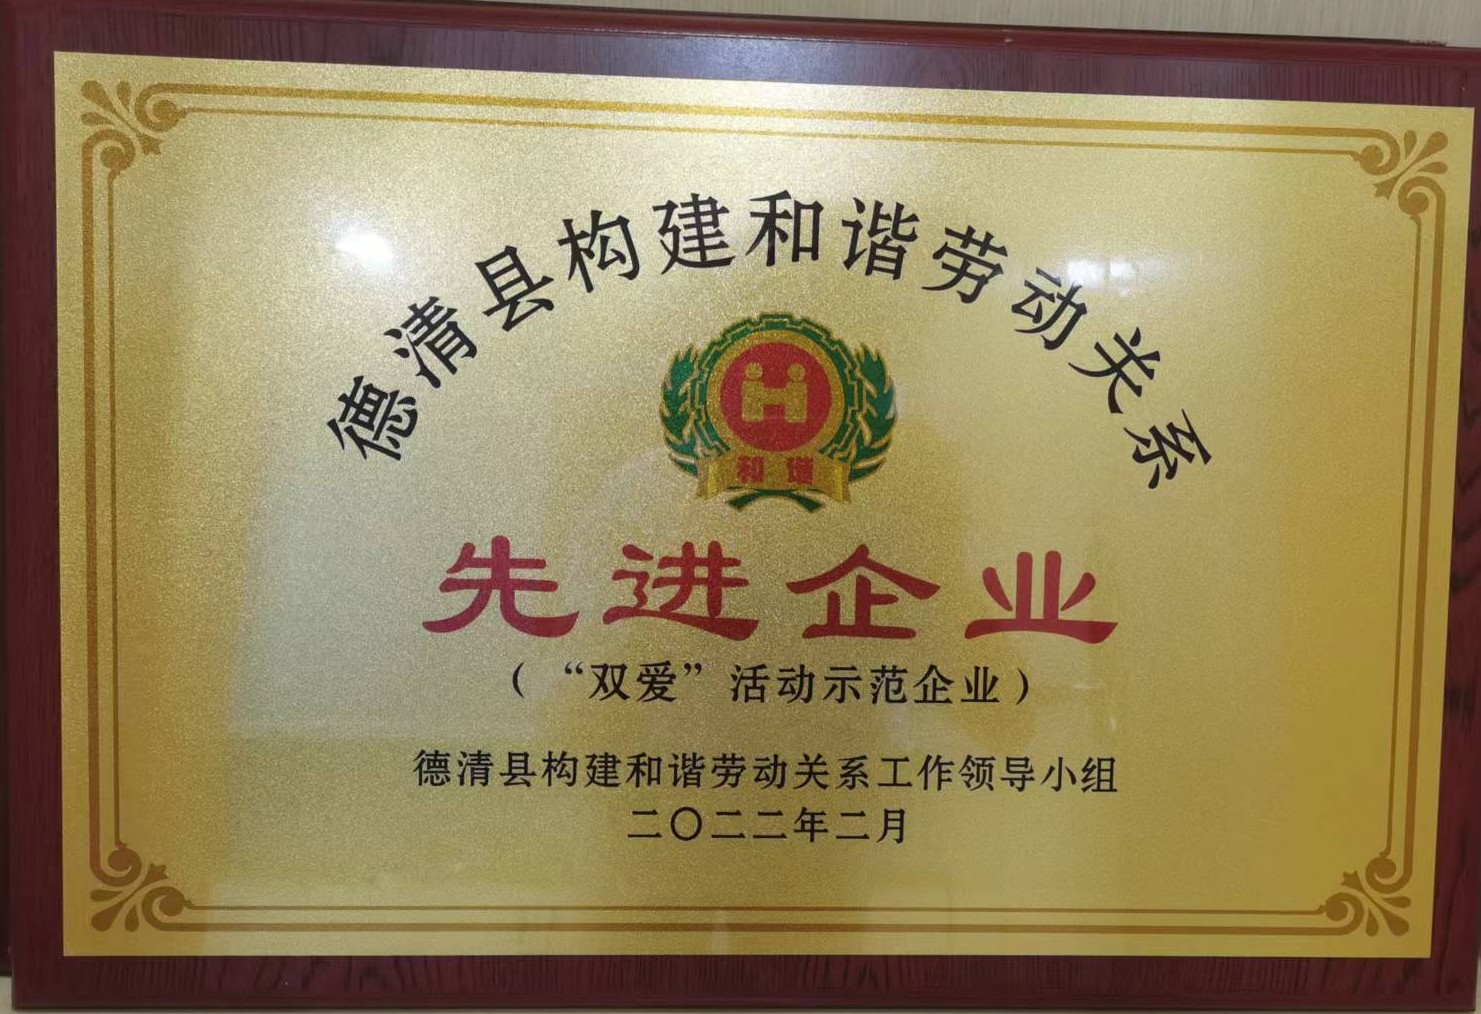 德清县构建和谐劳动关系
和谐
先进企业
（“双爱”活动示范企业）
德清县构建和谐劳动关系工作领导小组
二〇二二年二月